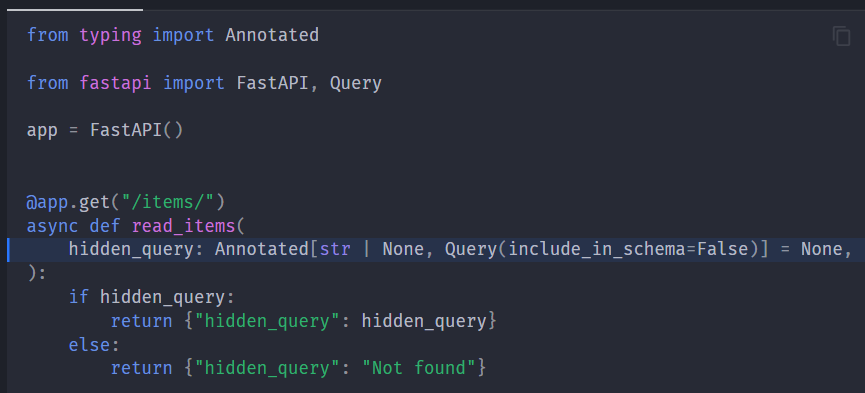 from typing import Annotated
from fastapi import FastAPI, Query
app = FastAPI()
@app.get("/items/")
async def read_items(
    hidden_query: Annotated[str | None, Query(include_in_schema=False)] = None,
):
    if hidden_query:
        return {"hidden_query": hidden_query}
    else:
        return {"hidden_query": "Not found"}